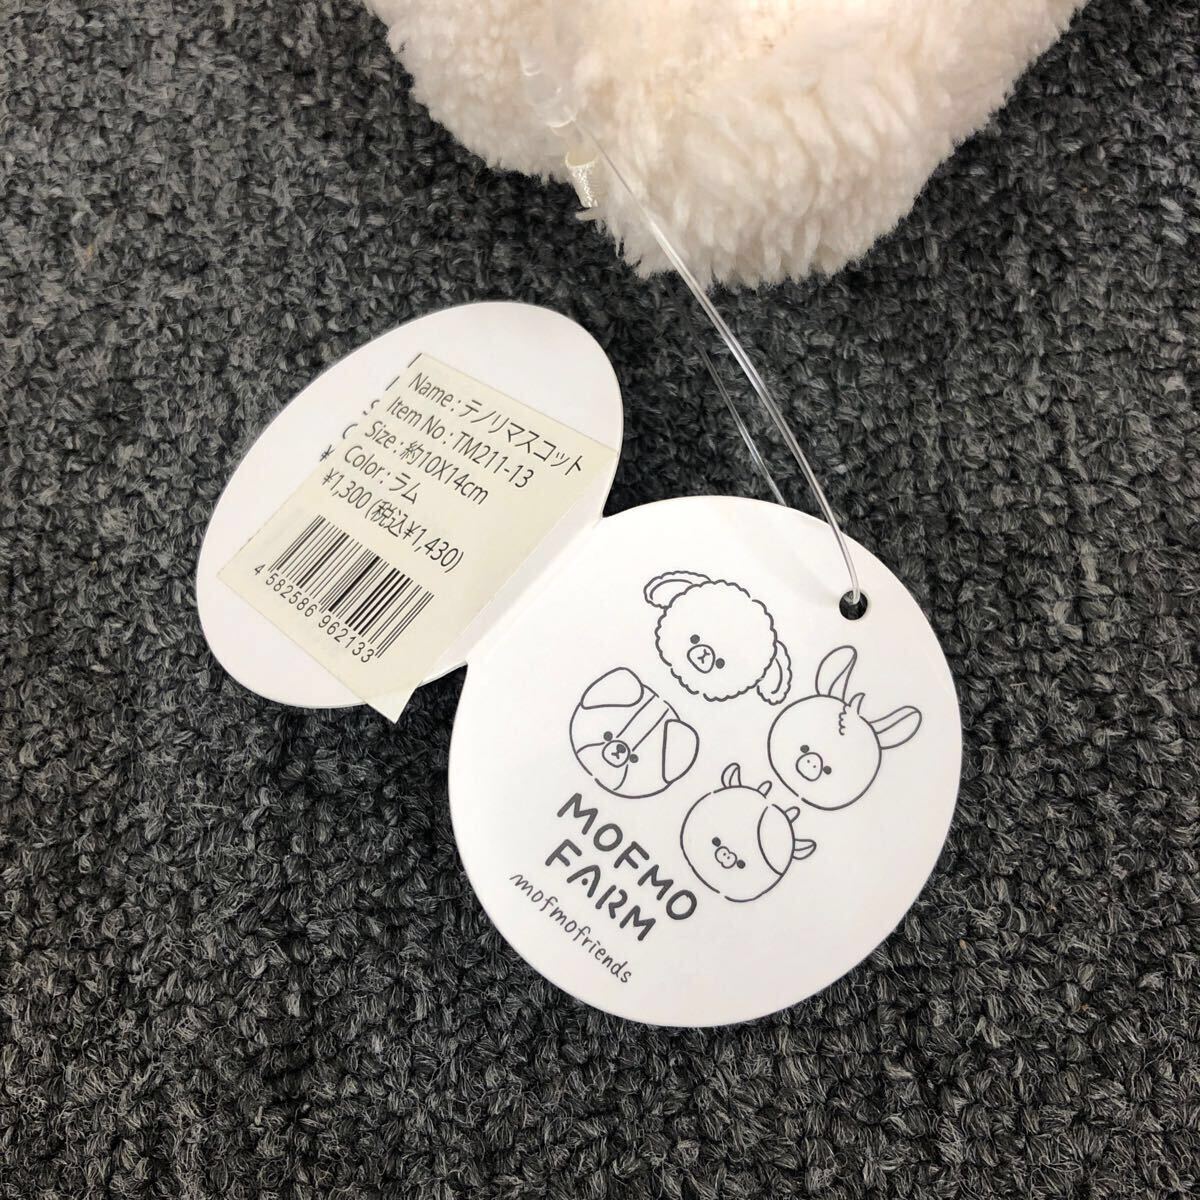 Name : テノリマスコット
Item No : TM211-13
Size : 約10X14cm
Color : ラム
¥1,300(税込¥1,430)
4 582586 962133
MOFMO
FARM
mofmofriends